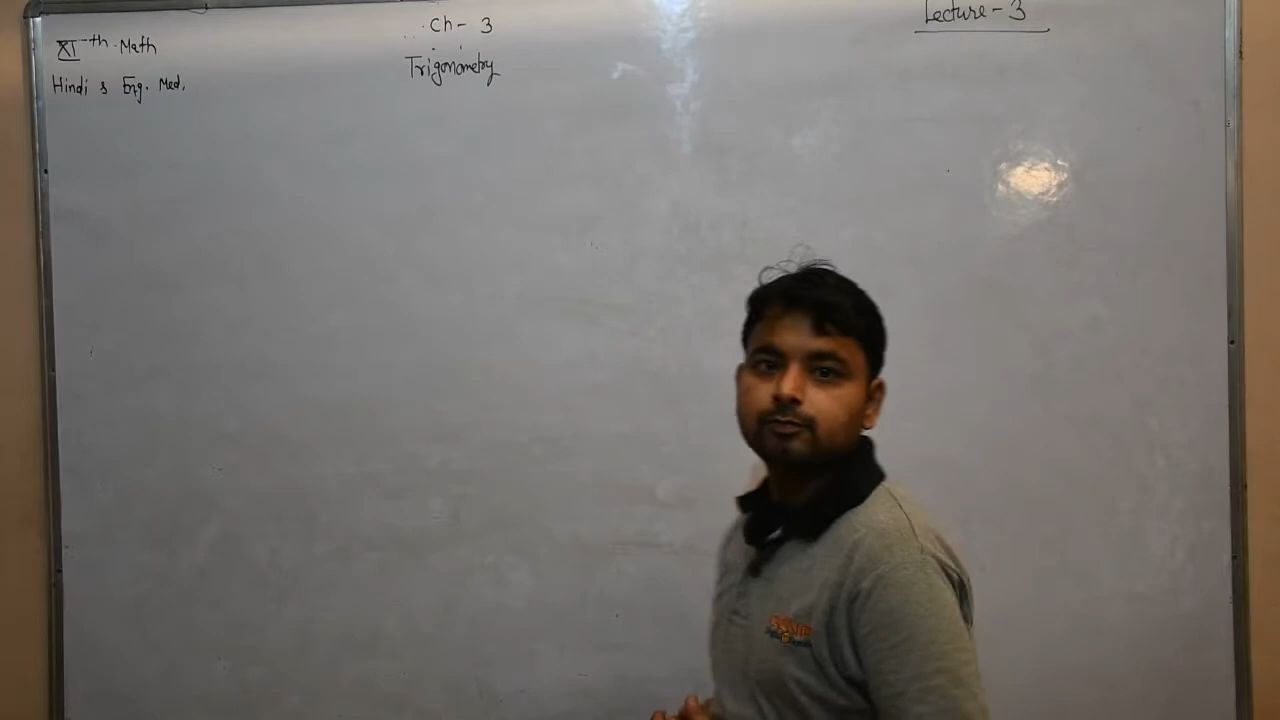 XI-th Math
Hindi & Eng. Med.
Ch - 3
Trigonometry
Lecture - 3